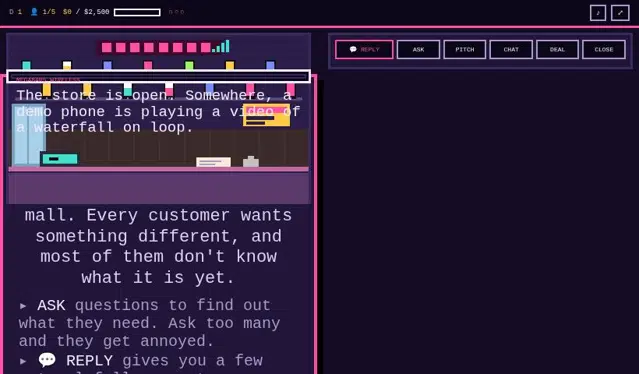 D 1 👤 1/5 $0 / $2,500
💬 REPLY ASK PITCH CHAT DEAL CLOSE
The store is open. Somewhere, a
demo phone is playing a video of
a waterfall on loop.
mall. Every customer wants
something different, and
most of them don't know
what it is yet.
▸ ASK questions to find out
what they need. Ask too many
and they get annoyed.
▸ 💬 REPLY gives you a few